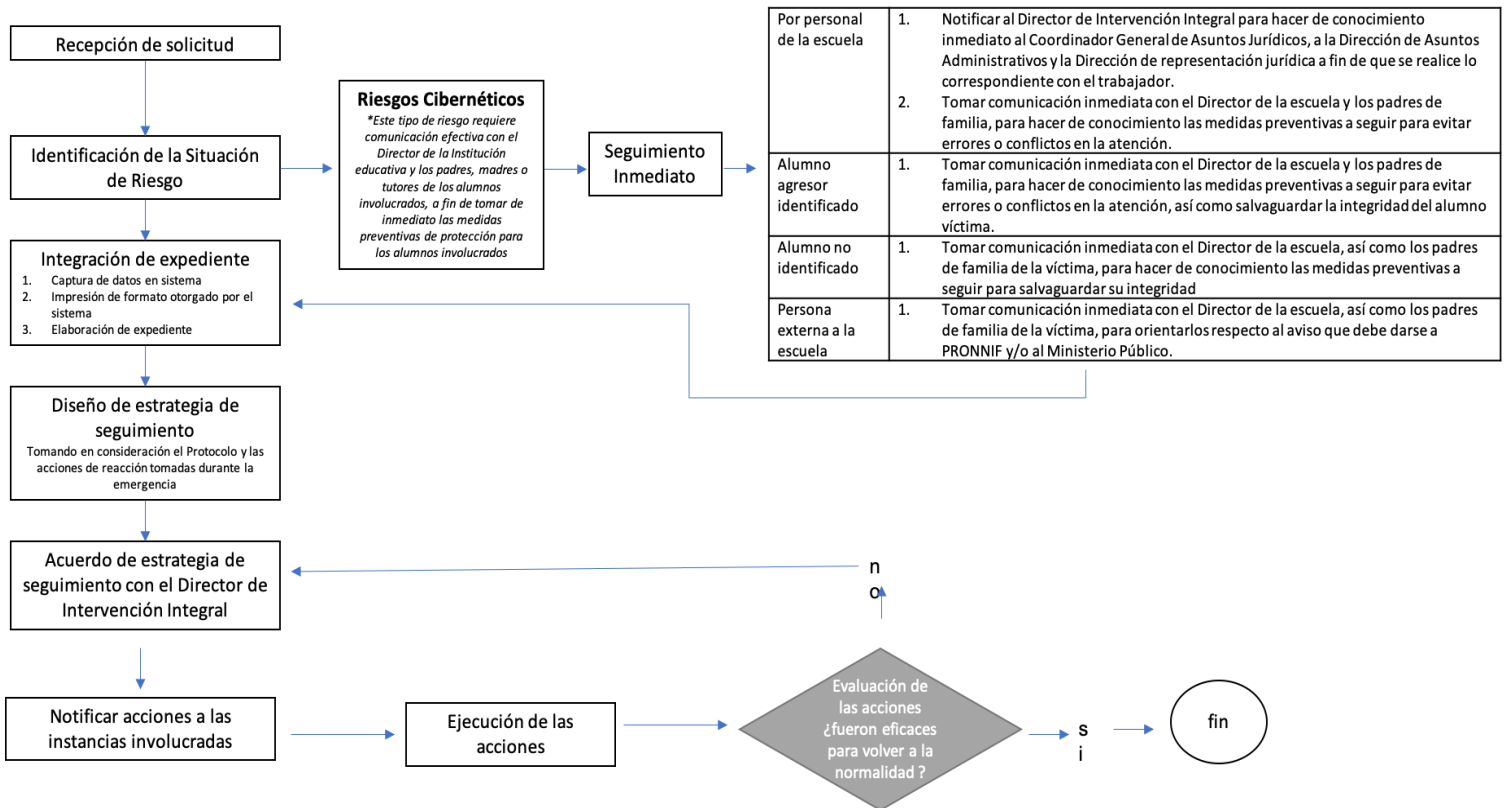 Recepción de solicitud
Identificación de la Situación
de Riesgo
Riesgos Cibernéticos
*Este tipo de riesgo requiere
comunicación efectiva con el
Director de la Institución
educativa y los padres, madres o
tutores de los alumnos
involucrados, a fin de tomar de
inmediato las medidas
preventivas de protección para
los alumnos involucrados
Seguimiento
Inmediato
Por personal
de la escuela
1. Notificar al Director de Intervención Integral para hacer de conocimiento
inmediato al Coordinador General de Asuntos Jurídicos, a la Dirección de Asuntos
Administrativos y la Dirección de representación jurídica a fin de que se realice lo
correspondiente con el trabajador.
2. Tomar comunicación inmediata con el Director de la escuela y los padres de
familia, para hacer de conocimiento las medidas preventivas a seguir para evitar
errores o conflictos en la atención.
Alumno
agresor
identificado
1. Tomar comunicación inmediata con el Director de la escuela y los padres de
familia, para hacer de conocimiento las medidas preventivas a seguir para evitar
errores o conflictos en la atención, así como salvaguardar la integridad del alumno
víctima.
Alumno no
identificado
1. Tomar comunicación inmediata con el Director de la escuela, así como los padres
de familia de la víctima, para hacer de conocimiento las medidas preventivas a
seguir para salvaguardar su integridad
Persona
externa a la
escuela
1. Tomar comunicación inmediata con el Director de la escuela, así como los padres
de familia de la víctima, para orientarlos respecto al aviso que debe darse a
PRONNIF y/o al Ministerio Público.
Integración de expediente
1. Captura de datos en sistema
2. Impresión de formato otorgado por el
sistema
3. Elaboración de expediente
Diseño de estrategia de
seguimiento
Tomando en consideración el Protocolo y las
acciones de reacción tomadas durante la
emergencia
Acuerdo de estrategia de
seguimiento con el Director de
Intervención Integral
Notificar acciones a las
instancias involucradas
Ejecución de las
acciones
Evaluación de
las acciones
¿fueron eficaces
para volver a la
normalidad ?
n
o
s
i
fin